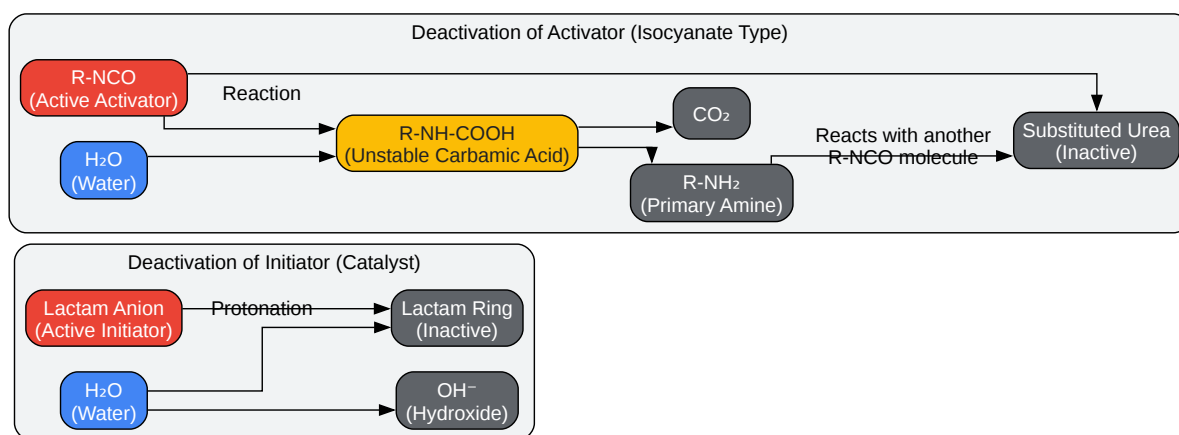 Deactivation of Activator (Isocyanate Type)
R-NCO
(Active Activator)
Reaction
H₂O
(Water)
R-NH-COOH
(Unstable Carbamic Acid)
CO₂
R-NH₂
(Primary Amine)
Reacts with another
R-NCO molecule
Substituted Urea
(Inactive)
Deactivation of Initiator (Catalyst)
Lactam Anion
(Active Initiator)
Protonation
Lactam Ring
(Inactive)
H₂O
(Water)
OH⁻
(Hydroxide)